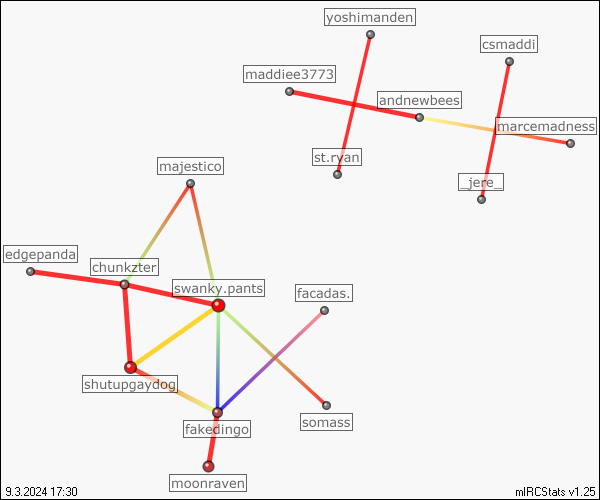 yoshimanden
csmaddi
maddiee3773
andnewbees
marcemadness
st.ryan
majestico
_jere_
edgepanda
chunkzter
swanky.pants
facadas.
shutupgaydog
somass
fakedingo
moonraven
9.3.2024 17:30
mIRCStats v1.25